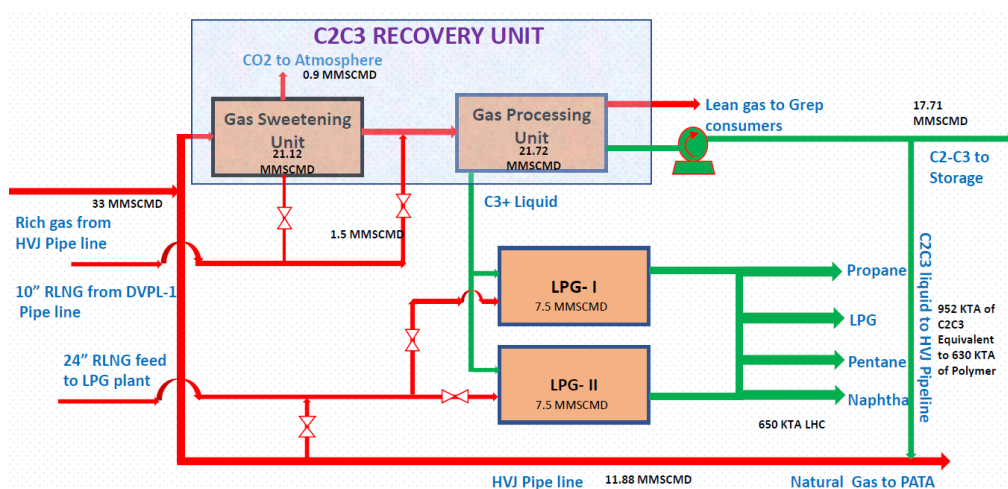 C2C3 RECOVERY UNIT
CO2 to Atmosphere
0.9 MMSCMD
Gas Sweetening
Unit
21.12
MMSCMD
Gas Processing
Unit
21.72
MMSCMD
Lean gas to Grep
consumers
17.71
MMSCMD
C2-C3 to
Storage
33 MMSCMD
Rich gas from
HVJ Pipe line
1.5 MMSCMD
C3+ Liquid
10” RLNG from DVPL-1
Pipe line
LPG- I
7.5 MMSCMD
Propane
LPG
Pentane
Naphtha
C2C3 liquid to HVJ Pipeline
952 KTA of
C2C3
Equivalent
to 630 KTA
of Polymer
24” RLNG feed
to LPG plant
LPG- II
7.5 MMSCMD
650 KTA LHC
HVJ Pipe line
11.88 MMSCMD
Natural Gas to PATA